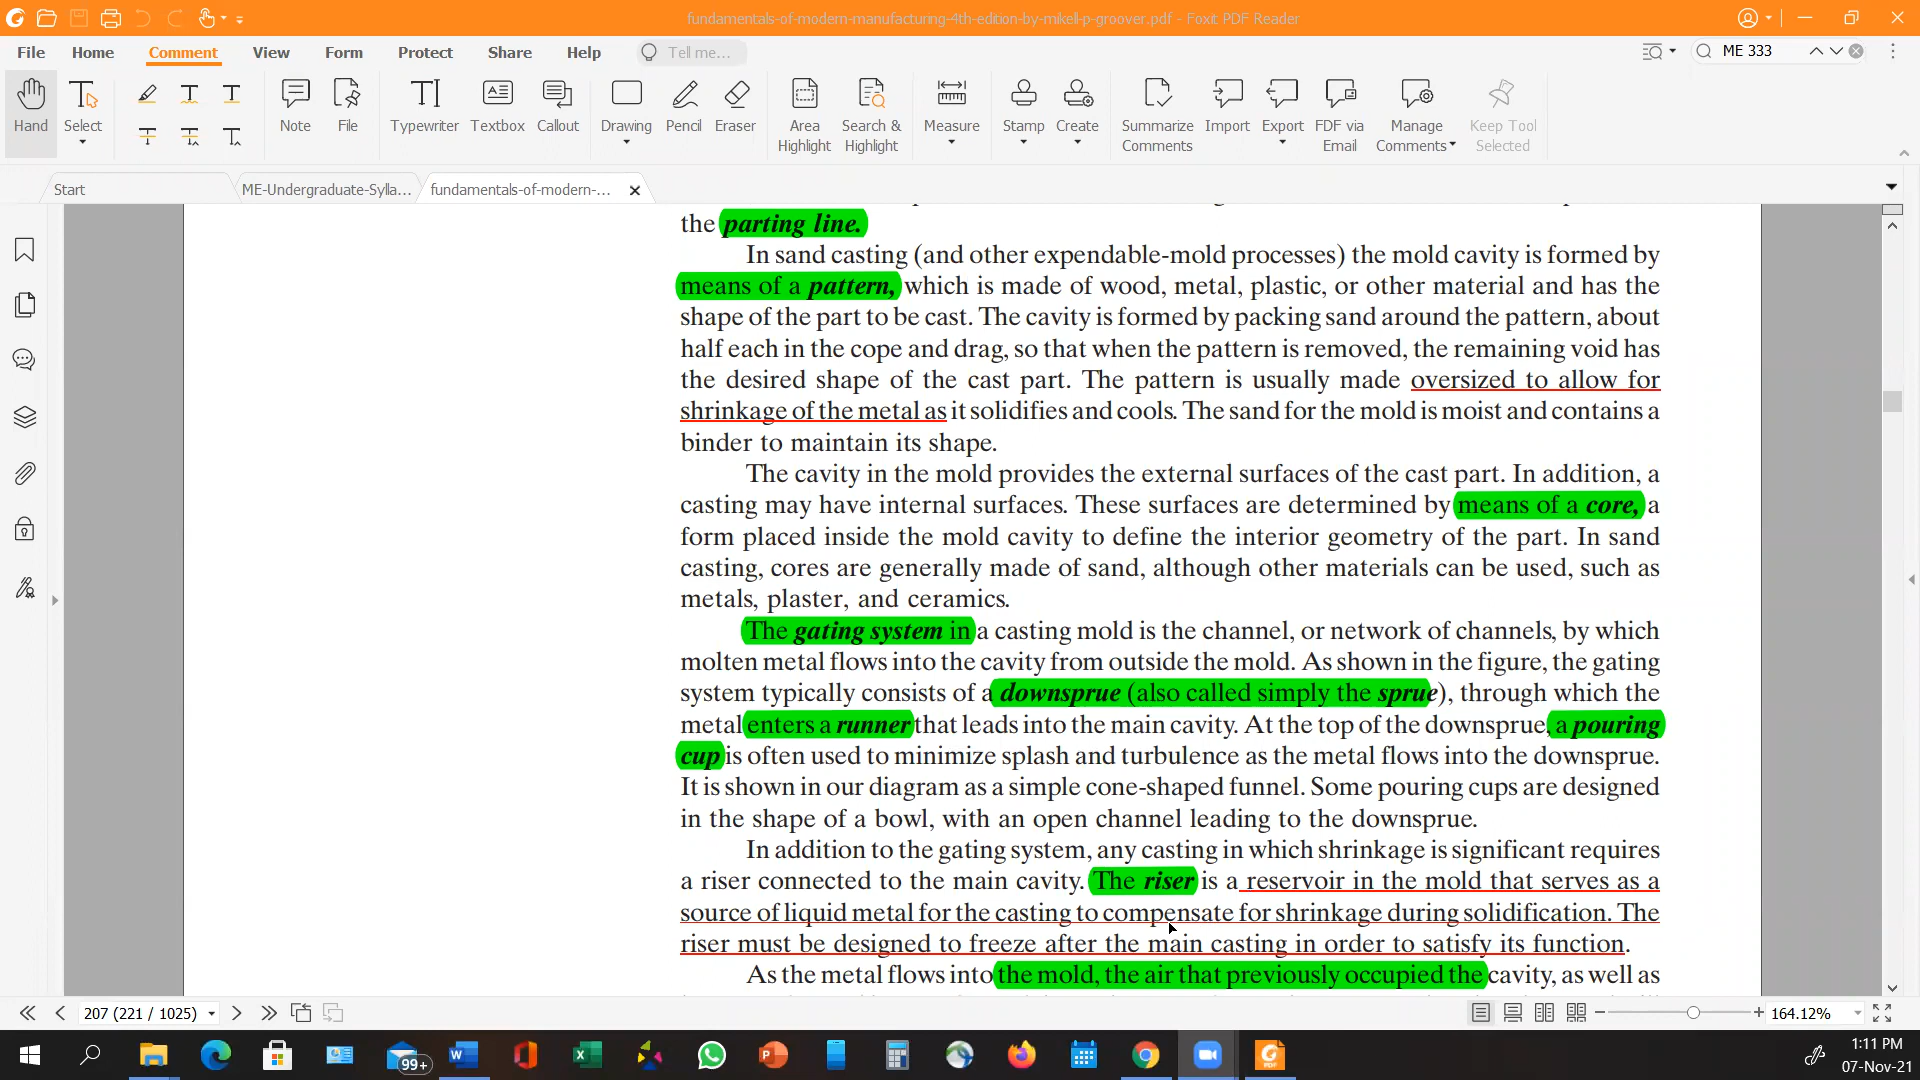 fundamentals-of-modern-manufacturing-4th-edition-by-mikell-p-groover.pdf - Foxit PDF Reader
File Home Comment View Form Protect Share Help Tell me... ME 333
Hand Select Note File Typewriter Textbox Callout Drawing Pencil Eraser Area Highlight Search & Highlight Measure Stamp Create Summarize Comments Import Export FDF via Email Manage Comments Keep Tool Selected
Start ME-Undergraduate-Sylla... fundamentals-of-modern-...
the parting line.
In sand casting (and other expendable-mold processes) the mold cavity is formed by
means of a pattern, which is made of wood, metal, plastic, or other material and has the
shape of the part to be cast. The cavity is formed by packing sand around the pattern, about
half each in the cope and drag, so that when the pattern is removed, the remaining void has
the desired shape of the cast part. The pattern is usually made oversized to allow for
shrinkage of the metal as it solidifies and cools. The sand for the mold is moist and contains a
binder to maintain its shape.
The cavity in the mold provides the external surfaces of the cast part. In addition, a
casting may have internal surfaces. These surfaces are determined by means of a core, a
form placed inside the mold cavity to define the interior geometry of the part. In sand
casting, cores are generally made of sand, although other materials can be used, such as
metals, plaster, and ceramics.
The gating system in a casting mold is the channel, or network of channels, by which
molten metal flows into the cavity from outside the mold. As shown in the figure, the gating
system typically consists of a downsprue (also called simply the sprue), through which the
metal enters a runner that leads into the main cavity. At the top of the downsprue, a pouring
cup is often used to minimize splash and turbulence as the metal flows into the downsprue.
It is shown in our diagram as a simple cone-shaped funnel. Some pouring cups are designed
in the shape of a bowl, with an open channel leading to the downsprue.
In addition to the gating system, any casting in which shrinkage is significant requires
a riser connected to the main cavity. The riser is a reservoir in the mold that serves as a
source of liquid metal for the casting to compensate for shrinkage during solidification. The
riser must be designed to freeze after the main casting in order to satisfy its function.
As the metal flows into the mold, the air that previously occupied the cavity, as well as
207 (221 / 1025) 164.12%
99+ 1:11 PM
07-Nov-21